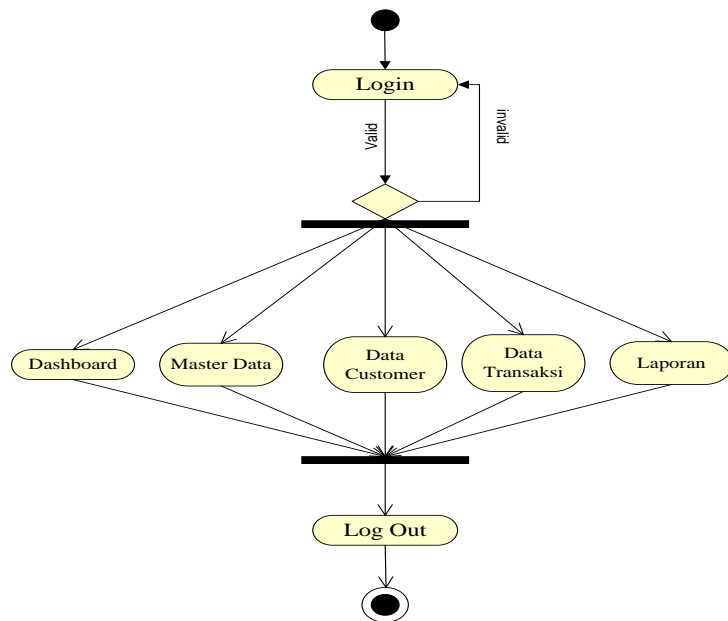 Login
Valid
invalid
Dashboard
Master Data
Data
Customer
Data
Transaksi
Laporan
Log Out